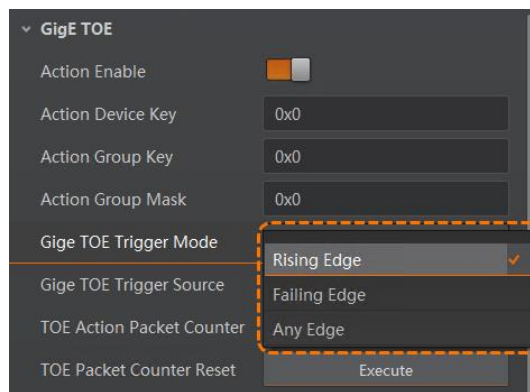 GigE TOE
Action Enable
Action Device Key 0x0
Action Group Key 0x0
Action Group Mask 0x0
Gige TOE Trigger Mode
Rising Edge
Gige TOE Trigger Source
Failing Edge
TOE Action Packet Counter
Any Edge
TOE Packet Counter Reset Execute